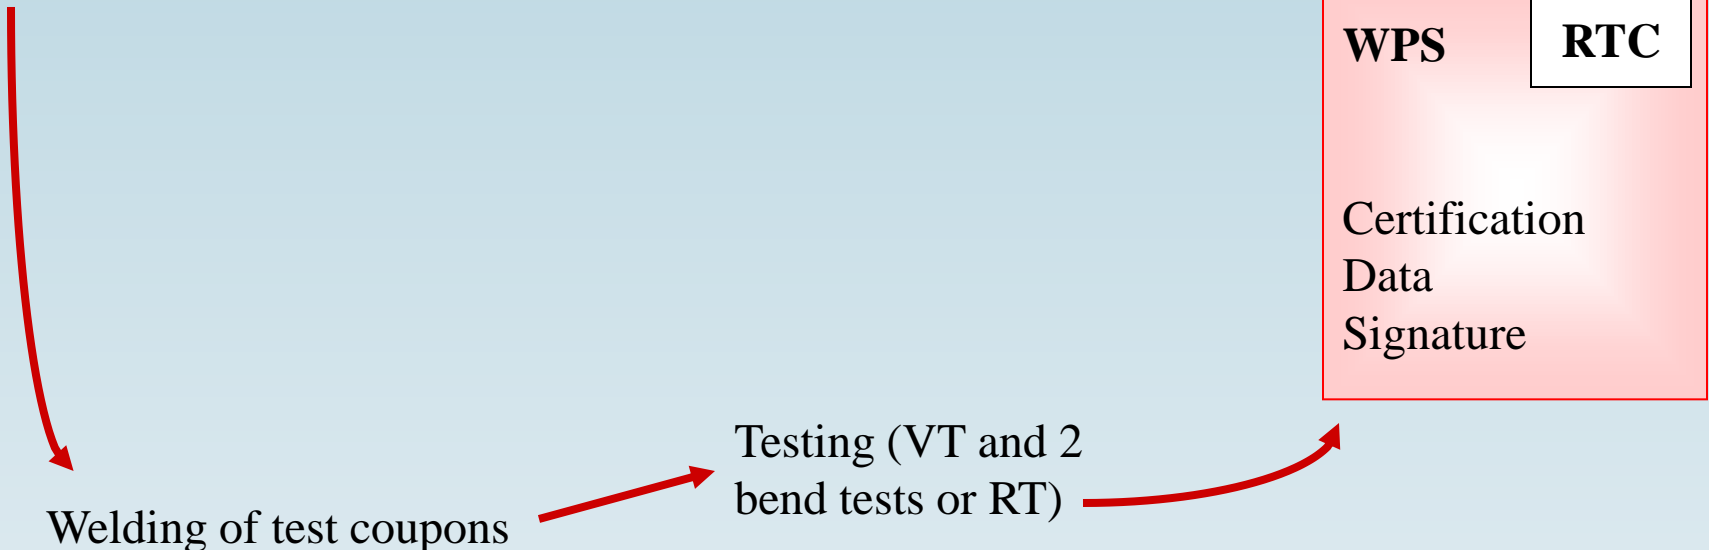 WPS
RTC
Certification
Data
Signature
Testing (VT and 2
bend tests or RT)
Welding of test coupons